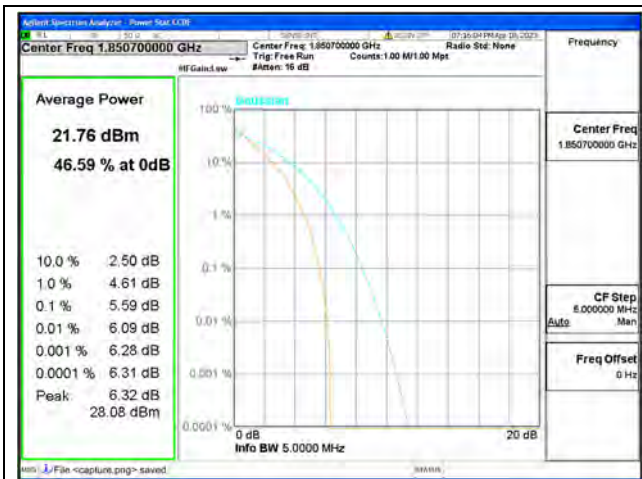 Agilent Spectrum Analyzer - Power Stat CCDF
Center Freq 1.850700000 GHz
Center Freq: 1.850700000 GHz
Radio Std: None
Trig: Free Run
Counts:1.00 M/1.00 Mpt
#IFGain:Low
#Atten: 16 dB
Frequency
Average Power
21.76 dBm
46.59 % at 0dB
10.0 % 2.50 dB
1.0 % 4.61 dB
0.1 % 5.59 dB
0.01 % 6.09 dB
0.001 % 6.28 dB
0.0001 % 6.31 dB
Peak 6.32 dB
28.08 dBm
Gaussian
100 %
10 %
1 %
0.1 %
0.01 %
0.001 %
0.0001 %
0 dB
20 dB
Info BW 5.0000 MHz
Center Freq
1.850700000 GHz
CF Step
5.000000 MHz
Auto Man
Freq Offset
0 Hz
MSG File <capture.png> saved
STATUS